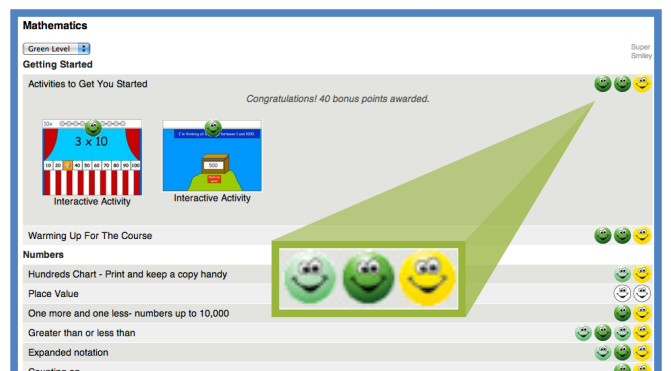 Mathematics
Green Level
Super
Smiley
Getting Started
Activities to Get You Started
Congratulations! 40 bonus points awarded.
10x
3 x 10
10 20 40 50 60 70 80 90 100
500
Interactive Activity
Interactive Activity
Warming Up For The Course
Numbers
Hundreds Chart - Print and keep a copy handy
Place Value
One more and one less- numbers up to 10,000
Greater than or less than
Expanded notation
Counting on